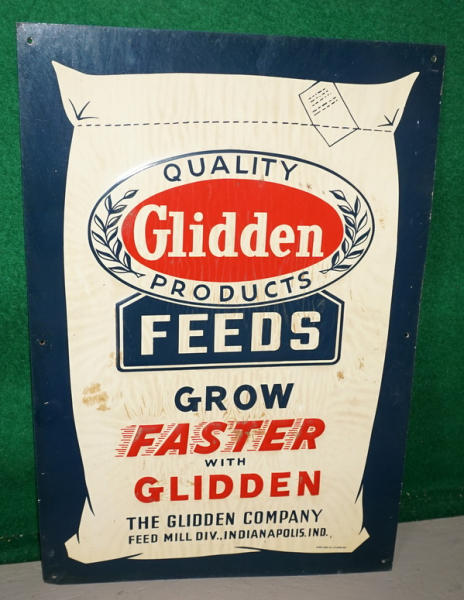 QUALITY
Glidden
PRODUCTS
FEEDS
GROW
FASTER
WITH
GLIDDEN
THE GLIDDEN COMPANY
FEED MILL DIV., INDIANAPOLIS, IND.